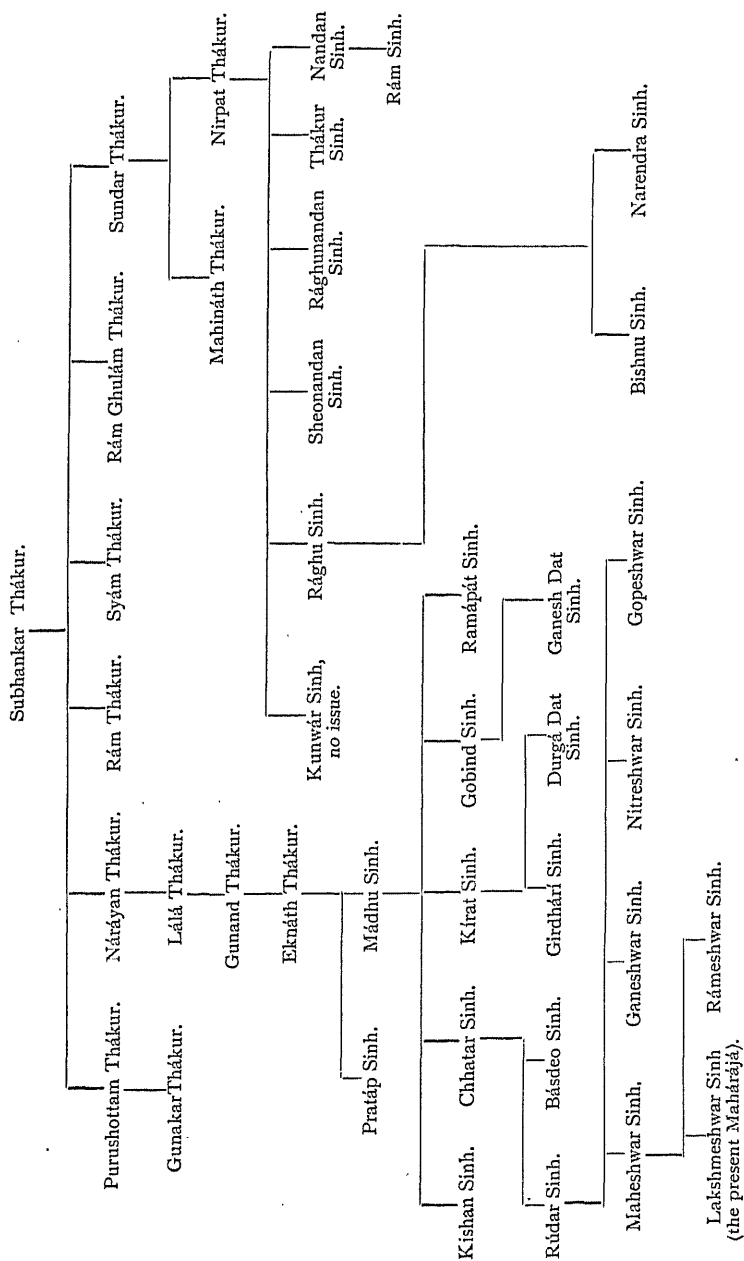 Subhankar Thákur.
Purushottam Thákur.
Náráyan Thákur.
Rám Thákur.
Syám Thákur.
Rám Ghulám Thákur.
Sundar Thákur.
GunakarThákur.
Lálá Thákur.
Mahináth Thákur.
Nirpat Thákur.
Gunand Thákur.
Eknáth Thákur.
Kunwár Sinh,
no issue.
Rághu Sinh.
Sheonandan
Sinh.
Rághunandan
Sinh.
Thákur
Sinh.
Nandan
Sinh.
Rám Sinh.
Pratáp Sinh.
Mádhu Sinh.
Kishan Sinh.
Chhatar Sinh.
Kírat Sinh.
Gobind Sinh.
Ramápát Sinh.
Rúdar Sinh.
Básdeo Sinh.
Girdhárí Sinh.
Durgá Dat
Sinh.
Ganesh Dat
Sinh.
Bishnu Sinh.
Narendra Sinh.
Maheshwar Sinh.
Ganeshwar Sinh.
Nitreshwar Sinh.
Gopeshwar Sinh.
Lakshmeshwar Sinh
(the present Mahárájá).
Rámeshwar Sinh.